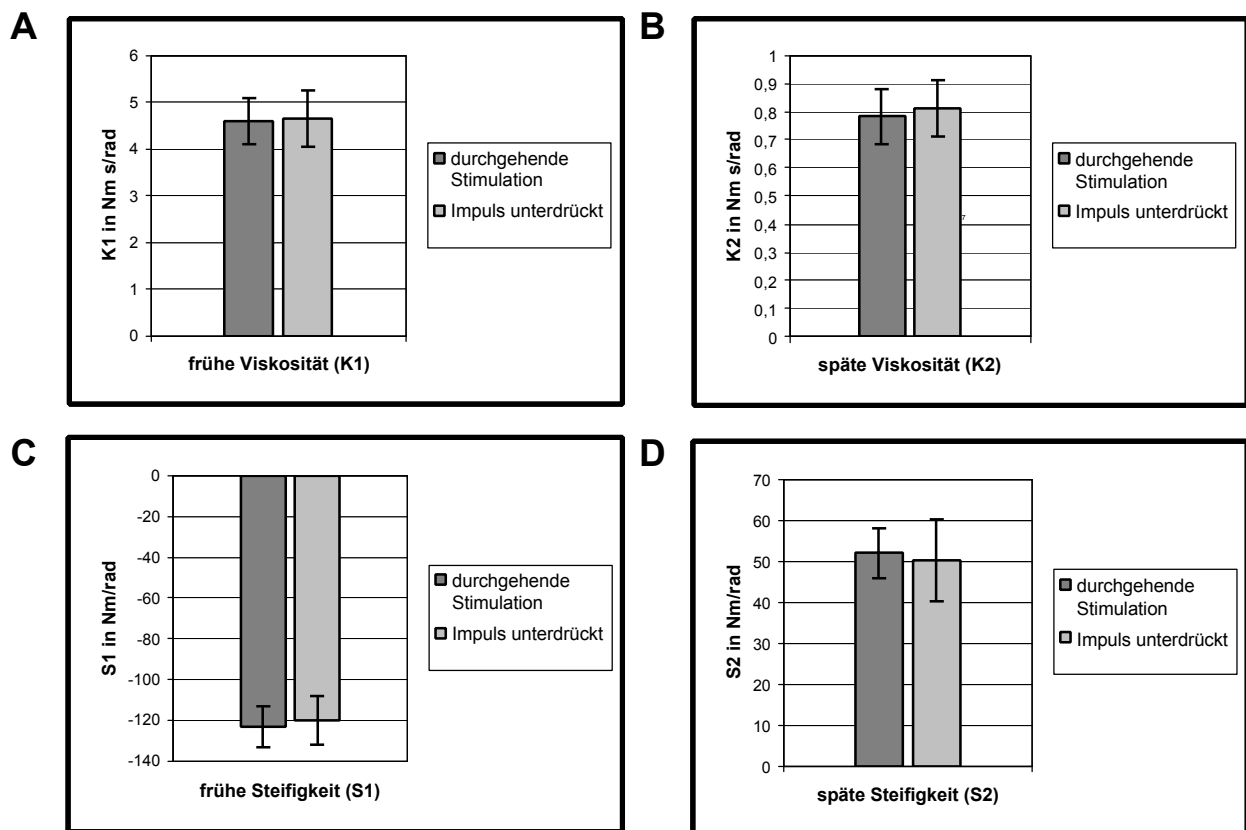 A
6
5
4
3
2
1
0
K1 in Nm s/rad
frühe Viskosität (K1)
durchgehende
Stimulation
Impuls unterdrückt
B
1
0,9
0,8
0,7
0,6
0,5
0,4
0,3
0,2
0,1
0
K2 in Nm s/rad
7
späte Viskosität (K2)
durchgehende
Stimulation
Impuls unterdrückt
C
0
-20
-40
-60
-80
-100
-120
-140
S1 in Nm/rad
frühe Steifigkeit (S1)
durchgehende
Stimulation
Impuls unterdrückt
D
70
60
50
40
30
20
10
0
S2 in Nm/rad
späte Steifigkeit (S2)
durchgehende
Stimulation
Impuls unterdrückt